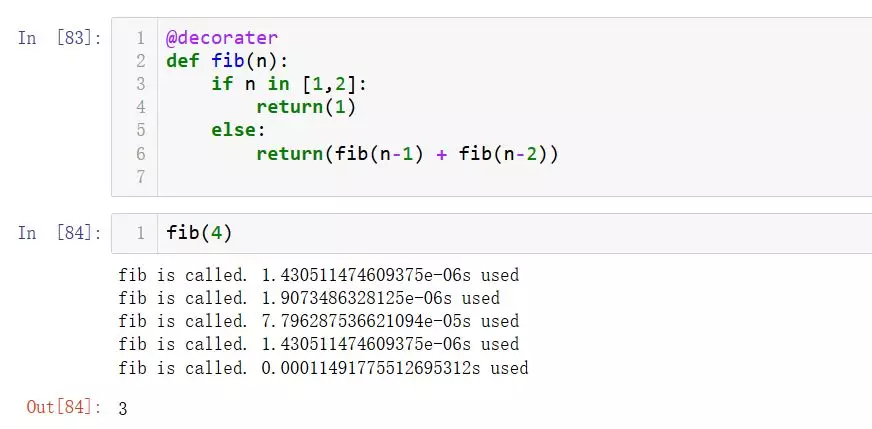 In [83]:
1 @decorater
2 def fib(n):
3     if n in [1,2]:
4         return(1)
5     else:
6         return(fib(n-1) + fib(n-2))
7
In [84]:
1 fib(4)
fib is called. 1.430511474609375e-06s used
fib is called. 1.9073486328125e-06s used
fib is called. 7.796287536621094e-05s used
fib is called. 1.430511474609375e-06s used
fib is called. 0.00011491775512695312s used
Out[84]: 3